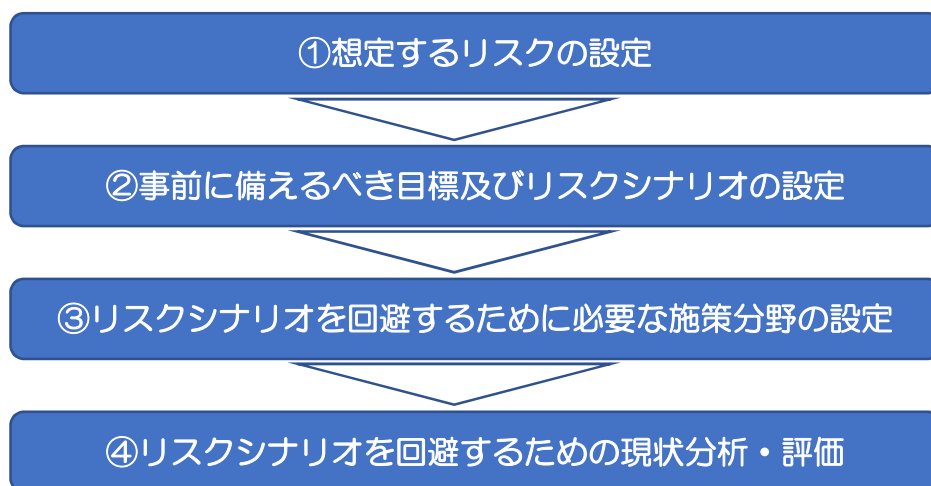 ①想定するリスクの設定
②事前に備えるべき目標及びリスクシナリオの設定
③リスクシナリオを回避するために必要な施策分野の設定
④リスクシナリオを回避するための現状分析・評価